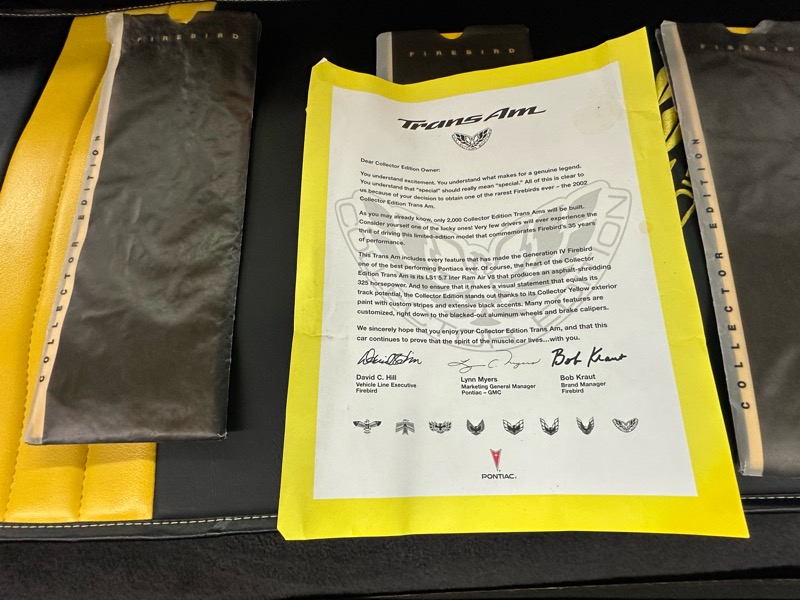 FIREBIRD
COLLECTOR EDITION
FIREBIRD
FIREBIRD
COLLECTOR EDITION
Trans Am
Dear Collector Edition Owner:
You understand excitement. You understand what makes for a genuine legend.
You understand that "special" should really mean "special." All of this is clear to
us because of your decision to obtain one of the rarest Firebirds ever – the 2002
Collector Edition Trans Am.
As you may already know, only 2,000 Collector Edition Trans Ams will be built.
Consider yourself one of the lucky ones! Very few drivers will ever experience the
thrill of driving this limited-edition model that commemorates Firebird's 35 years
of performance.
This Trans Am includes every feature that has made the Generation IV Firebird
one of the best performing Pontiacs ever. Of course, the heart of the Collector
Edition Trans Am is its LS1 5.7 liter Ram Air V8 that produces an asphalt-shredding
325 horsepower. And to ensure that it makes a visual statement that equals its
track potential, the Collector Edition stands out thanks to its Collector Yellow exterior
paint with custom stripes and extensive black accents. Many more features are
customized, right down to the blacked-out aluminum wheels and brake calipers.
We sincerely hope that you enjoy your Collector Edition Trans Am, and that this
car continues to prove that the spirit of the muscle car lives...with you.
Bob Kraut
David C. Hill
Vehicle Line Executive
Firebird
Lynn Myers
Marketing General Manager
Pontiac – GMC
Bob Kraut
Brand Manager
Firebird
PONTIAC.